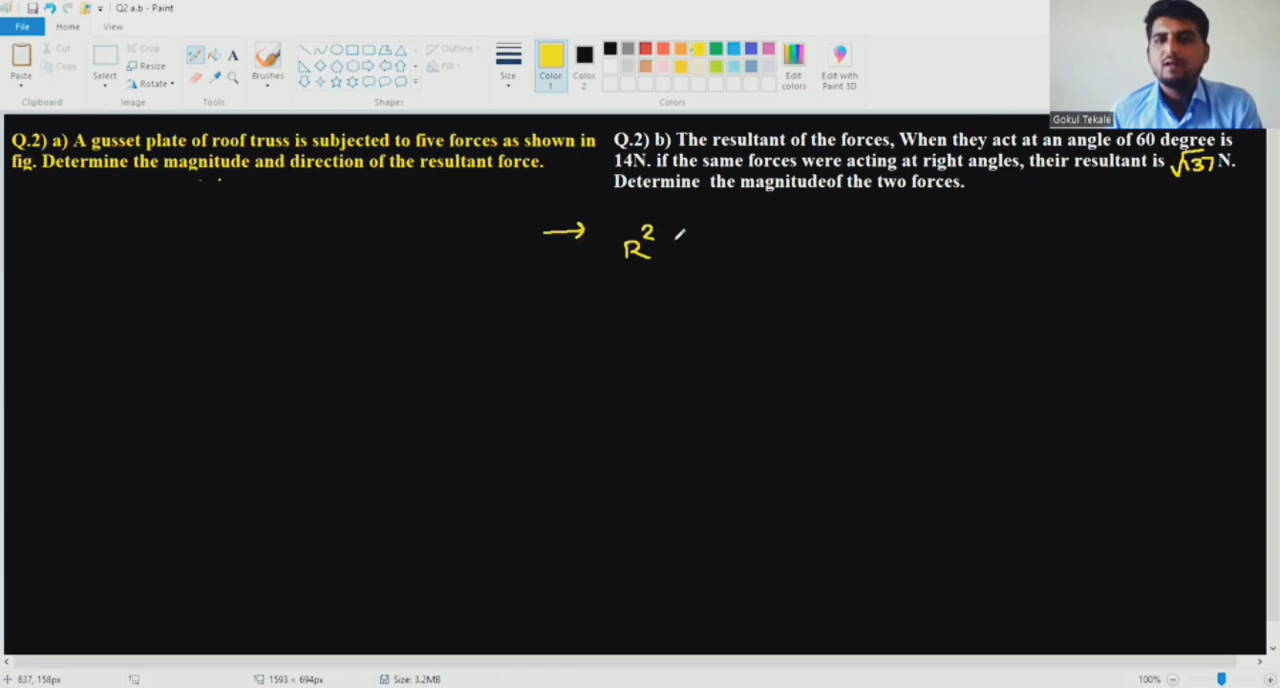 Q2 a.b - Paint
File
Home
View
Paste
Cut
Copy
Clipboard
Select
Crop
Resize
Rotate
Image
Tools
Brushes
Shapes
Outline
Fill
Size
Color 1
Color 2
Edit colors
Colors
Edit with Paint 3D
Gokul Tekale
Q.2) a) A gusset plate of roof truss is subjected to five forces as shown in
fig. Determine the magnitude and direction of the resultant force.
Q.2) b) The resultant of the forces, When they act at an angle of 60 degree is
14N. if the same forces were acting at right angles, their resultant is √137 N.
Determine the magnitudeof the two forces.
→ R²
837, 158px
1593 × 694px
Size: 3.2MB
100%